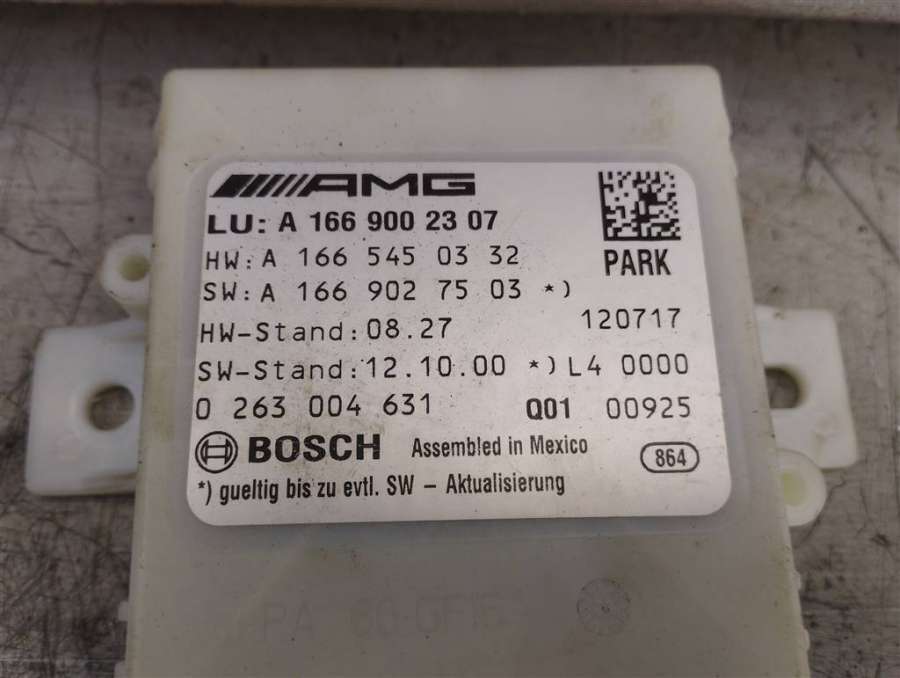 AMG
LU: A 166 900 23 07
HW: A 166 545 03 32
PARK
SW: A 166 902 75 03 *)
HW-Stand: 08.27 120717
SW-Stand: 12.10.00 *) L4 0000
0 263 004 631 Q01 00925
BOSCH Assembled in Mexico 864
*) gueltig bis zu evtl. SW - Aktualisierung